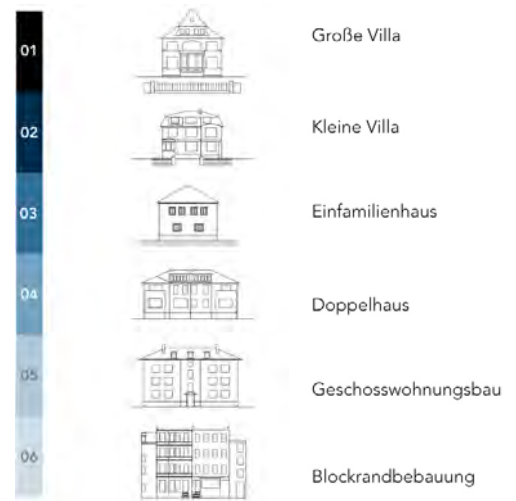 01
Große Villa
02
Kleine Villa
03
Einfamilienhaus
04
Doppelhaus
05
Geschosswohnungsbau
06
Blockrandbebauung